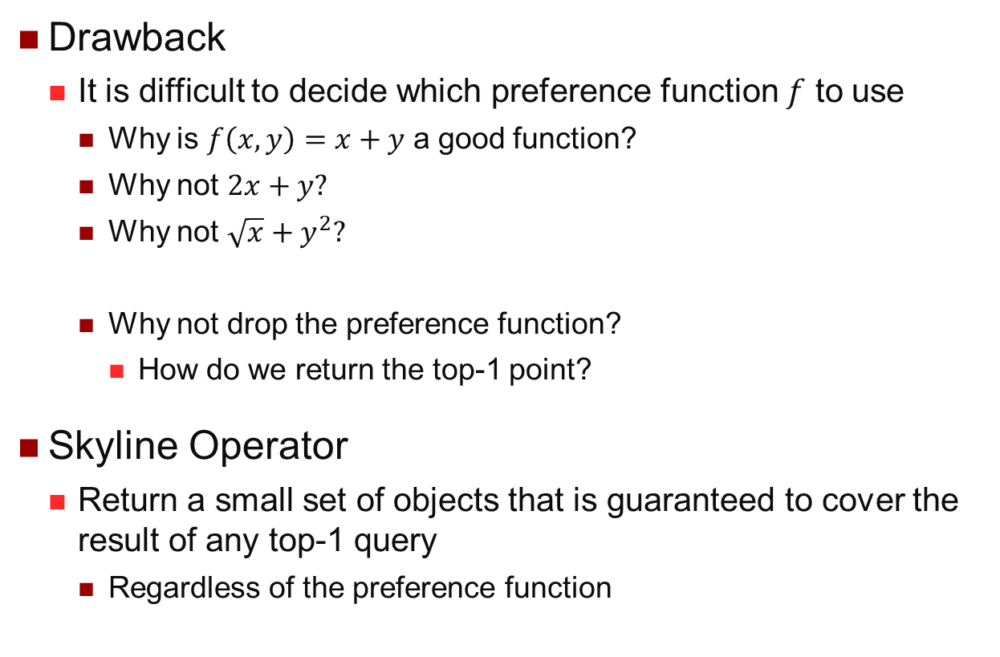 Drawback
It is difficult to decide which preference function f to use
Why is f(x, y) = x + y a good function?
Why not 2x + y?
Why not √x + y²?
Why not drop the preference function?
How do we return the top-1 point?
Skyline Operator
Return a small set of objects that is guaranteed to cover the
result of any top-1 query
Regardless of the preference function